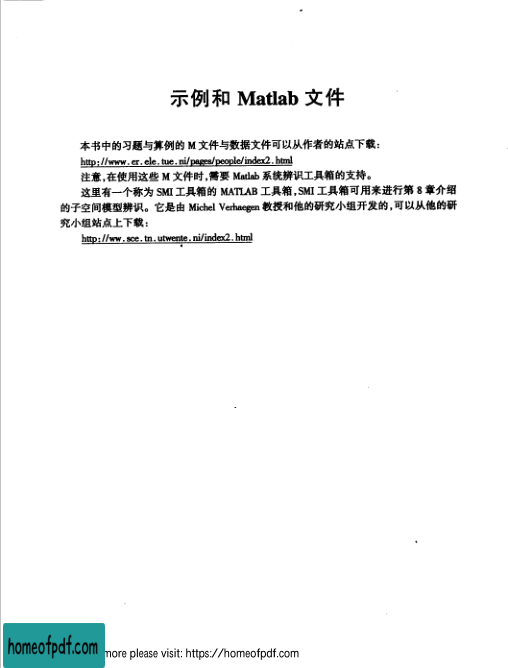 示例和 Matlab 文件
本书中的习题与算例的 M 文件与数据文件可以从作者的站点下载：
http://www.er.ele.tue.ni/pages/people/index2.html
注意，在使用这些 M 文件时，需要 Matlab 系统辨识工具箱的支持。
这里有一个称为 SMI 工具箱的 MATLAB 工具箱，SMI 工具箱可用来进行第 8 章介绍
的子空间模型辨识。它是由 Michel Verhaegen 教授和他的研究小组开发的，可以从他的研
究小组站点上下载：
http://ww.sce.tn.utwente.ni/index2.html
homeofpdf.com
more please visit: https://homeofpdf.com